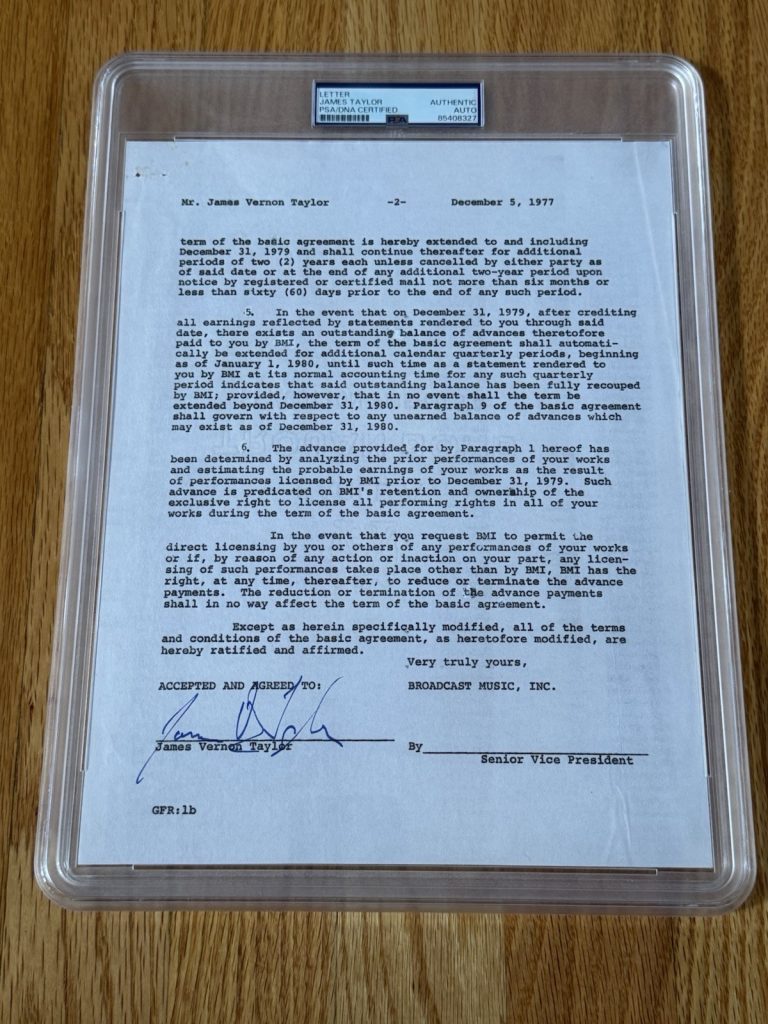 LETTER
JAMES TAYLOR AUTHENTIC
PSA/DNA CERTIFIED AUTO
PSA 85408327
Mr. James Vernon Taylor -2- December 5, 1977
term of the basic agreement is hereby extended to and including
December 31, 1979 and shall continue thereafter for additional
periods of two (2) years each unless cancelled by either party as
of said date or at the end of any additional two-year period upon
notice by registered or certified mail not more than six months or
less than sixty (60) days prior to the end of any such period.
5. In the event that on December 31, 1979, after crediting
all earnings reflected by statements rendered to you through said
date, there exists an outstanding balance of advances theretofore
paid to you by BMI, the term of the basic agreement shall automati-
cally be extended for additional calendar quarterly periods, beginning
as of January 1, 1980, until such time as a statement rendered to
you by BMI at its normal accounting time for any such quarterly
period indicates that said outstanding balance has been fully recouped
by BMI; provided, however, that in no event shall the term be
extended beyond December 31, 1980. Paragraph 9 of the basic agreement
shall govern with respect to any unearned balance of advances which
may exist as of December 31, 1980.
6. The advance provided for by Paragraph 1 hereof has
been determined by analyzing the prior performances of your works
and estimating the probable earnings of your works as the result
of performances licensed by BMI prior to December 31, 1979. Such
advance is predicated on BMI's retention and ownership of the
exclusive right to license all performing rights in all of your
works during the term of the basic agreement.
In the event that you request BMI to permit the
direct licensing by you or others of any performances of your works
or if, by reason of any action or inaction on your part, any licen-
sing of such performances takes place other than by BMI, BMI has the
right, at any time, thereafter, to reduce or terminate the advance
payments. The reduction or termination of the advance payments
shall in no way affect the term of the basic agreement.
Except as herein specifically modified, all of the terms
and conditions of the basic agreement, as heretofore modified, are
hereby ratified and affirmed.
Very truly yours,
ACCEPTED AND AGREED TO: BROADCAST MUSIC, INC.
James Vernon Taylor By
Senior Vice President
GFR:lb